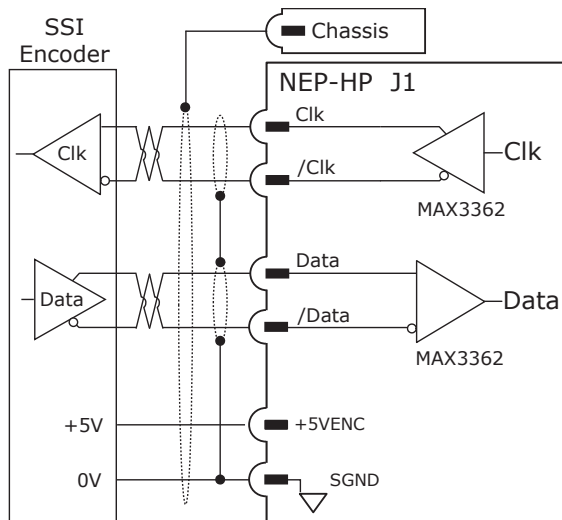 SSI
Encoder
Chassis
NEP-HP J1
Clk
Clk
/Clk
Clk
MAX3362
Data
Data
/Data
Data
MAX3362
+5V
+5VENC
0V
SGND